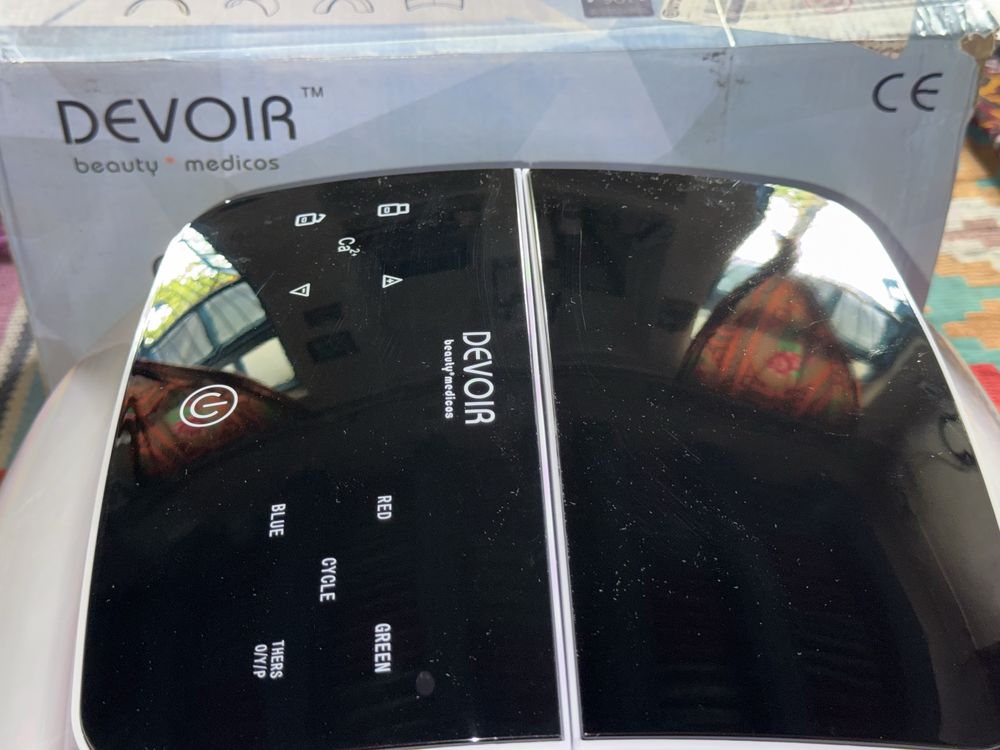 DEVOIR™
beauty * medicos
CE
Ca²⁺
DEVOIR
beauty*medicos
RED
BLUE
CYCLE
GREEN
THERS
O/Y/P